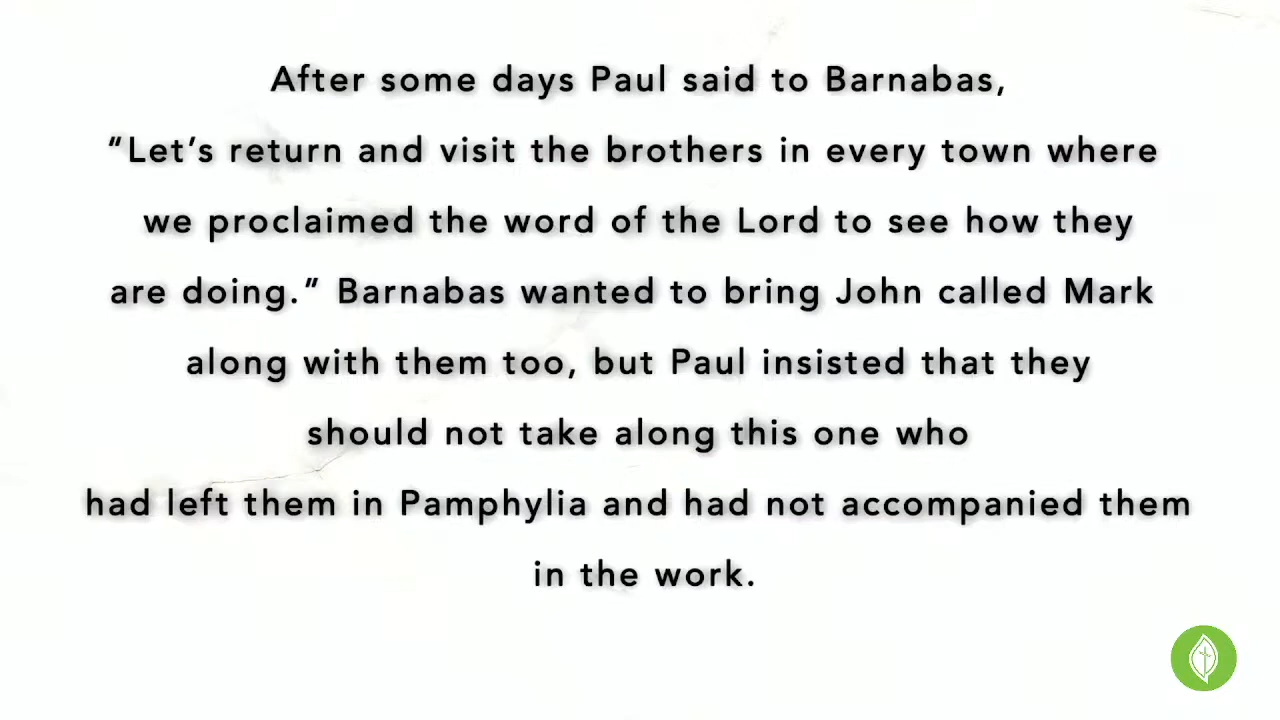 After some days Paul said to Barnabas,
“Let’s return and visit the brothers in every town where
we proclaimed the word of the Lord to see how they
are doing.” Barnabas wanted to bring John called Mark
along with them too, but Paul insisted that they
should not take along this one who
had left them in Pamphylia and had not accompanied them
in the work.